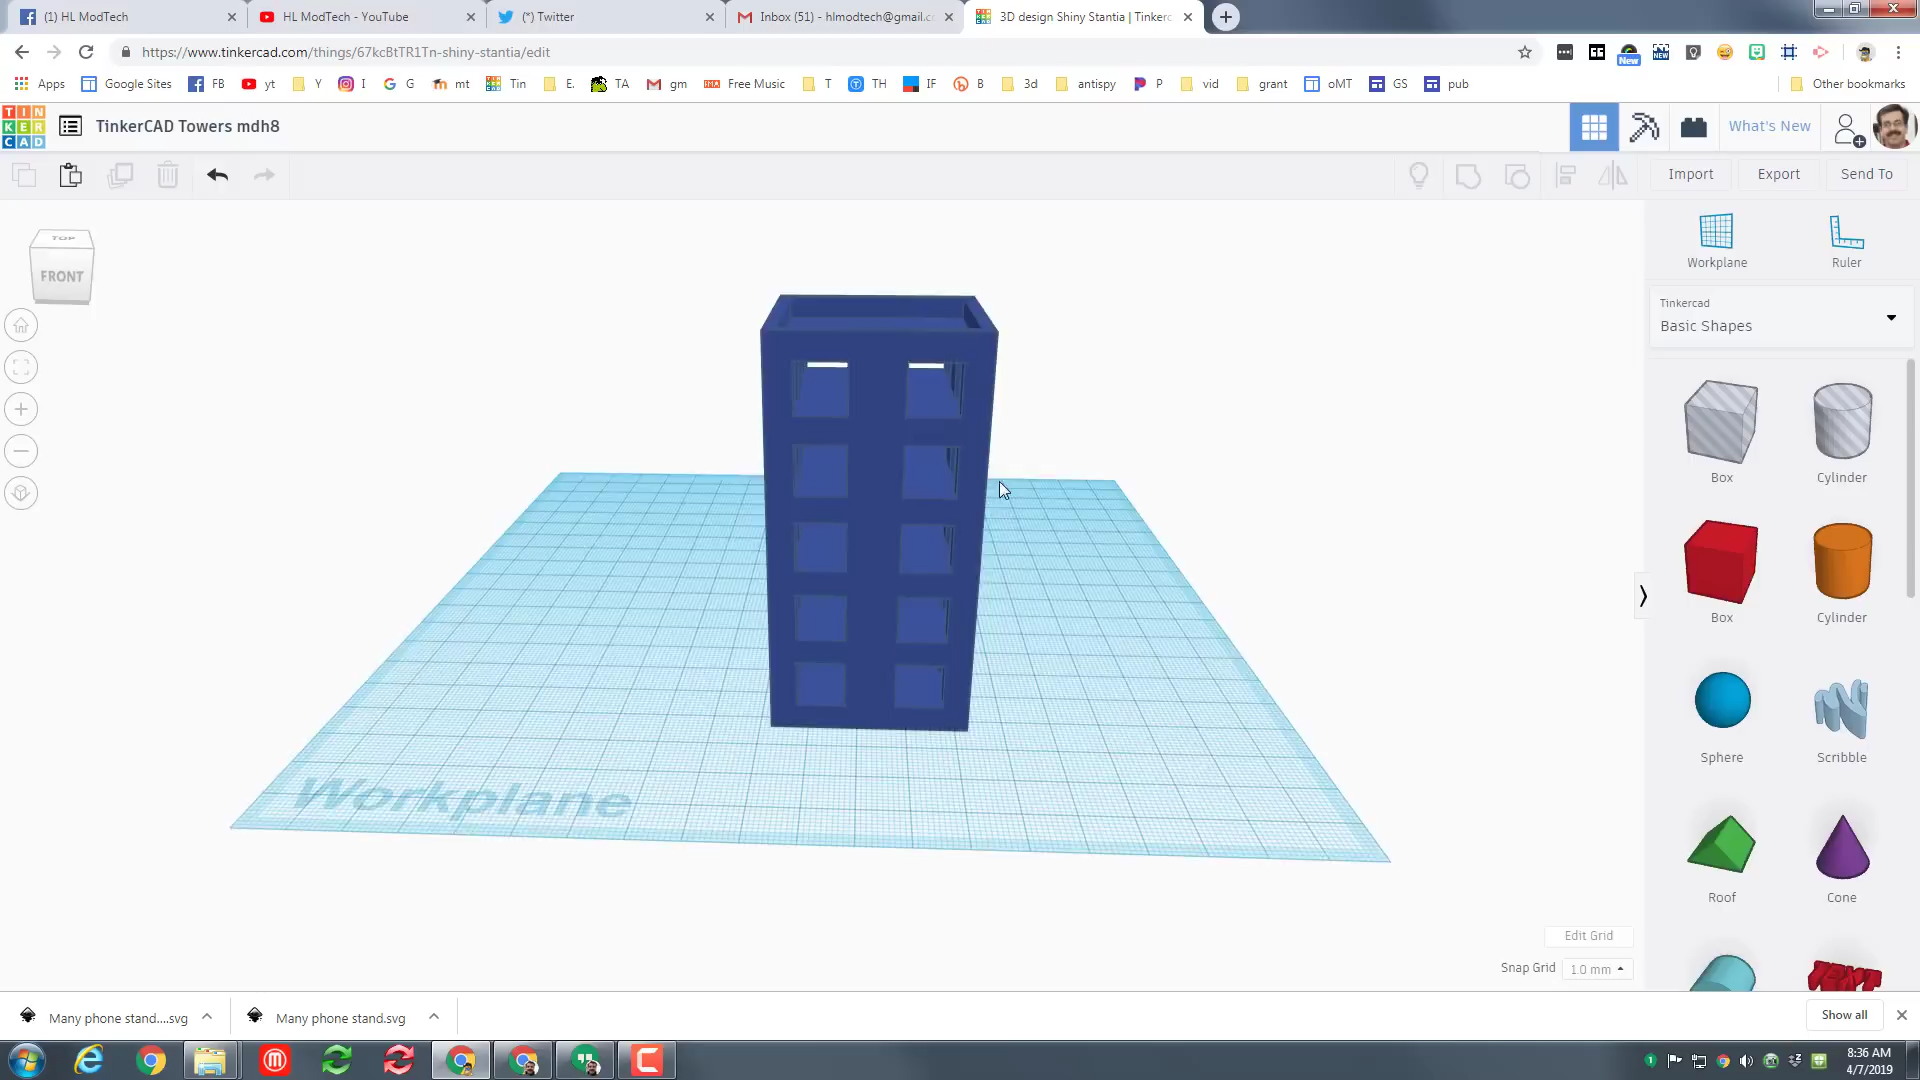 (1) HL ModTech
HL ModTech - YouTube
(*) Twitter
Inbox (51) - hlmodtech@gmail.c
3D design Shiny Stantia | Tinkerc
https://www.tinkercad.com/things/67kcBtTR1Tn-shiny-stantia/edit
New
NEW
Apps
Google Sites
FB
yt
Y
I
G
mt
Tin
E.
TA
gm
Free Music
T
TH
IF
B
3d
antispy
P
vid
grant
oMT
GS
pub
Other bookmarks
TIN
KER
CAD
TinkerCAD Towers mdh8
What's New
Import
Export
Send To
TOP
FRONT
Workplane
Ruler
Tinkercad
Basic Shapes
Box
Cylinder
Box
Cylinder
Sphere
Scribble
Roof
Cone
TEXT
Workplane
Edit Grid
Snap Grid
1.0 mm
Many phone stand....svg
Many phone stand.svg
Show all
8:36 AM
4/7/2019